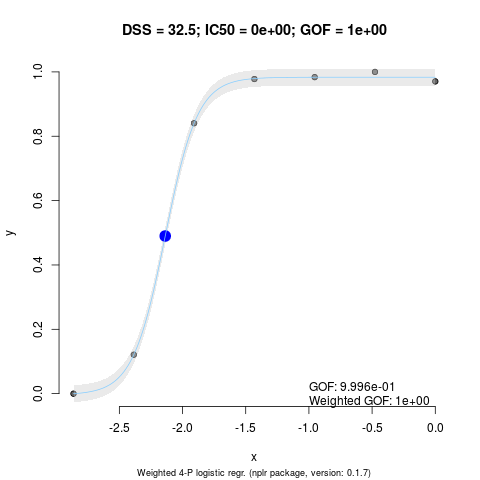 DSS = 32.5; IC50 = 0e+00; GOF = 1e+00
1.0
0.8
0.6
0.4
0.2
0.0
y
GOF: 9.996e-01
Weighted GOF: 1e+00
-2.5 -2.0 -1.5 -1.0 -0.5 0.0
x
Weighted 4-P logistic regr. (nplr package, version: 0.1.7)